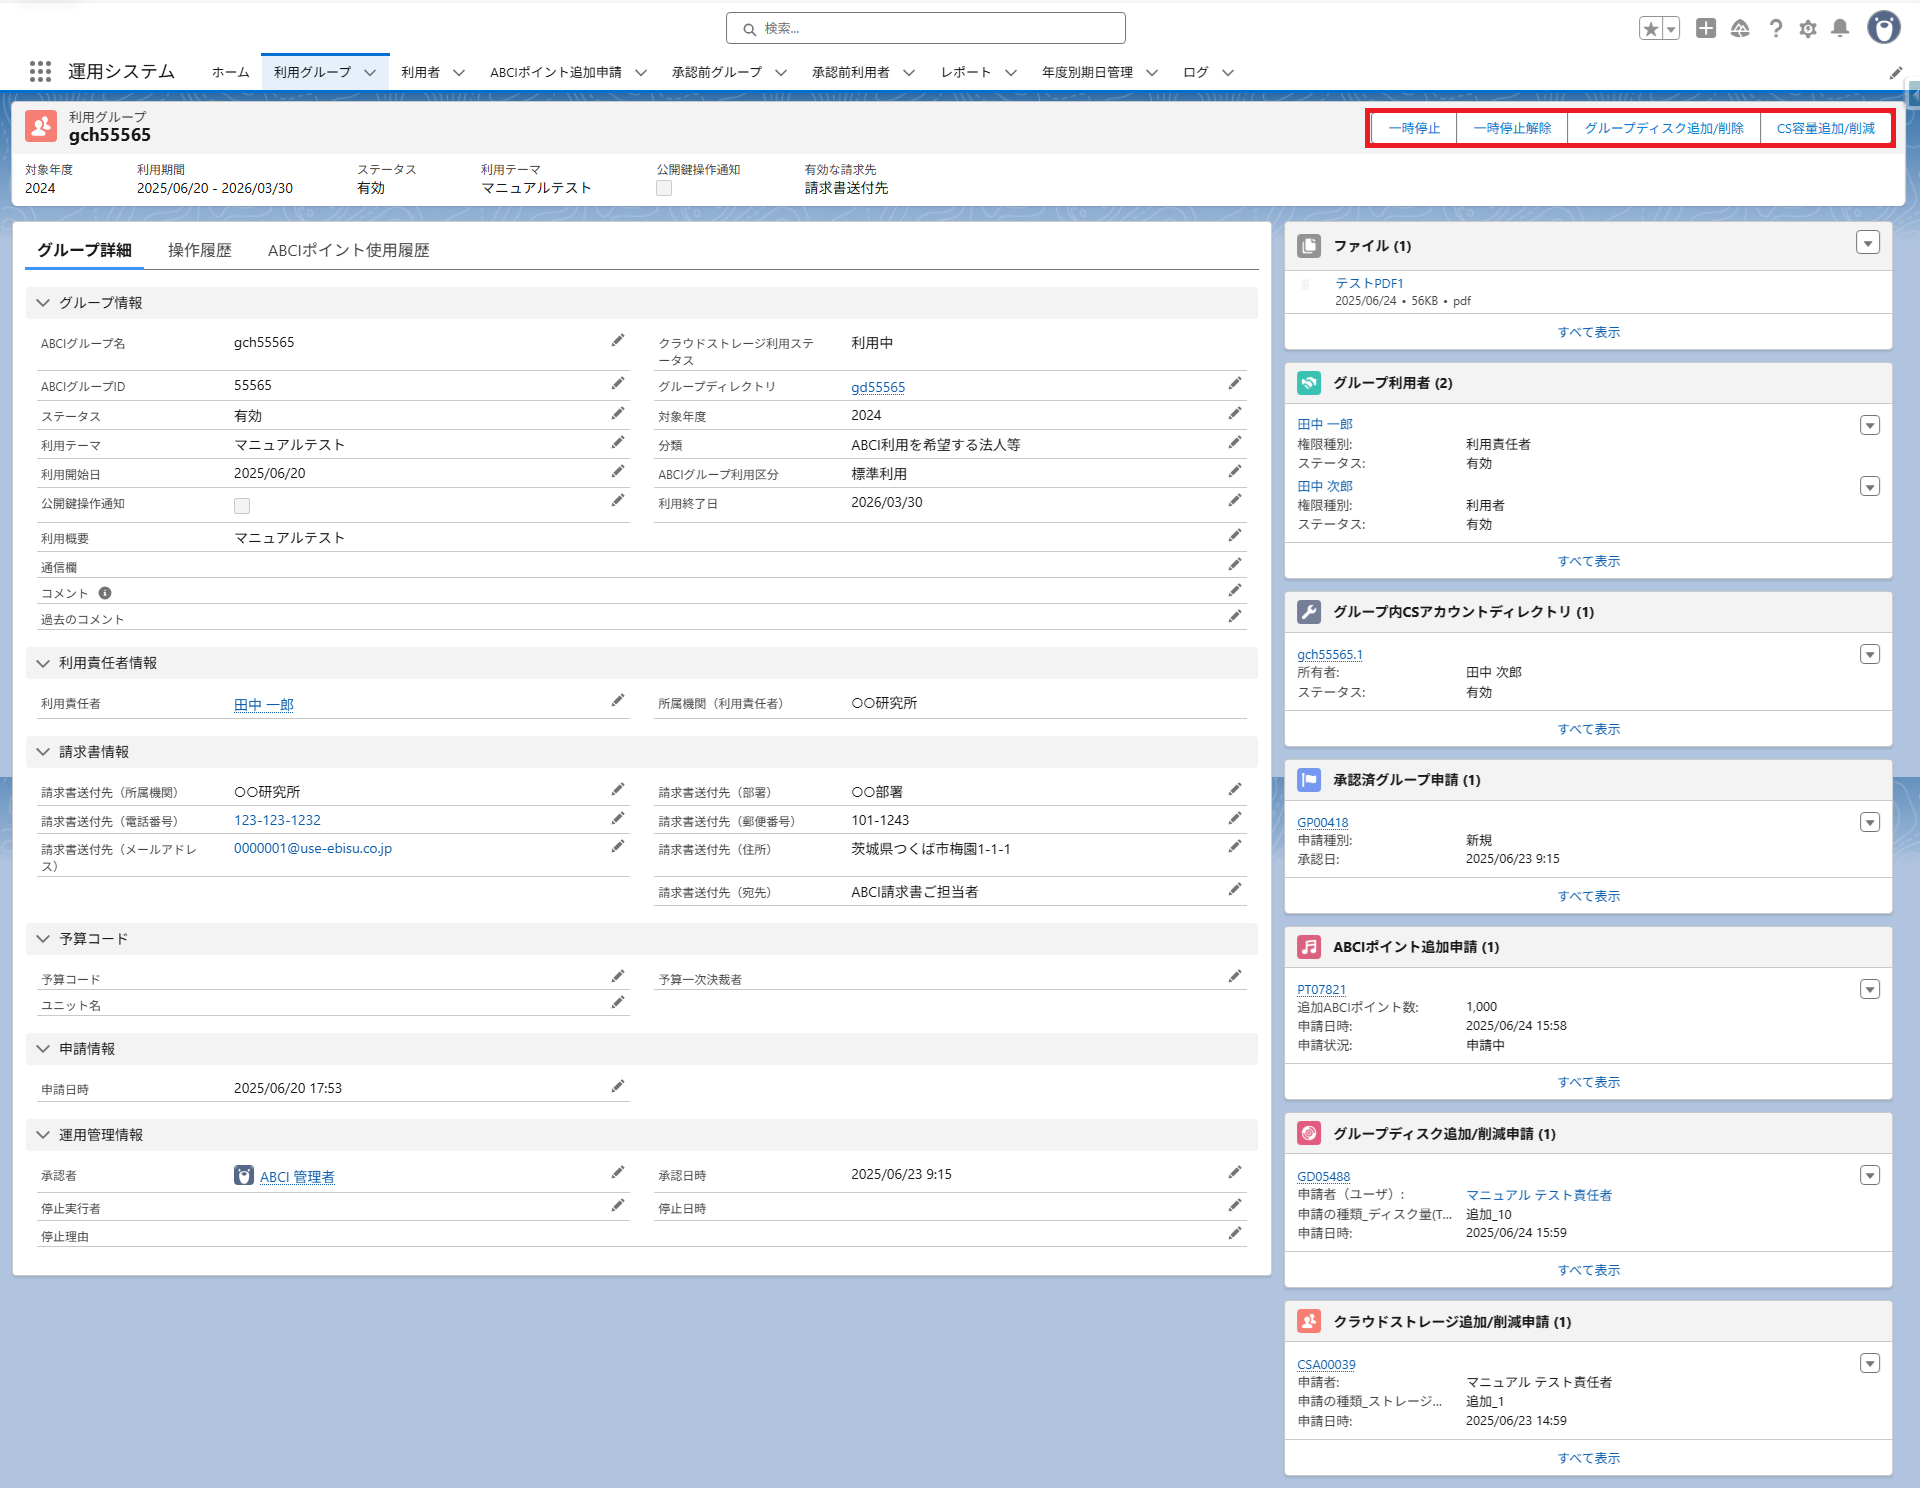 検索...
運用システム
ホーム 利用グループ 利用者 ABCIポイント追加申請 承認前グループ 承認前利用者 レポート 年度別期日管理 ログ
利用グループ
gch55565
一時停止 一時停止解除 グループディスク追加/削除 CS容量追加/削減
対象年度 利用期間 ステータス 利用テーマ 公開鍵操作通知 有効な請求先
2024 2025/06/20 - 2026/03/30 有効 マニュアルテスト 請求書送付先
グループ詳細 操作履歴 ABCIポイント使用履歴
グループ情報
ABCIグループ名 gch55565 クラウドストレージ利用ステ 利用中
ータス
ABCIグループID 55565 グループディレクトリ gd55565
ステータス 有効 対象年度 2024
利用テーマ マニュアルテスト 分類 ABCI利用を希望する法人等
利用開始日 2025/06/20 ABCIグループ利用区分 標準利用
公開鍵操作通知 利用終了日 2026/03/30
利用概要 マニュアルテスト
通信欄
コメント
過去のコメント
利用責任者情報
利用責任者 田中 一郎 所属機関（利用責任者） 〇〇研究所
請求書情報
請求書送付先（所属機関） 〇〇研究所 請求書送付先（部署） 〇〇部署
請求書送付先（電話番号） 123-123-1232 請求書送付先（郵便番号） 101-1243
請求書送付先（メールアドレ 0000001@use-ebisu.co.jp 請求書送付先（住所） 茨城県つくば市梅園1-1-1
ス）
請求書送付先（宛先） ABCI請求書ご担当者
予算コード
予算コード 予算一次決裁者
ユニット名
申請情報
申請日時 2025/06/20 17:53
運用管理情報
承認者 ABCI 管理者 承認日時 2025/06/23 9:15
停止実行者 停止日時
停止理由
ファイル (1)
テストPDF1
2025/06/24 • 56KB • pdf
すべて表示
グループ利用者 (2)
田中 一郎
権限種別: 利用責任者
ステータス: 有効
田中 次郎
権限種別: 利用者
ステータス: 有効
すべて表示
グループ内CSアカウントディレクトリ (1)
gch55565.1
所有者: 田中 次郎
ステータス: 有効
すべて表示
承認済グループ申請 (1)
GP00418
申請種別: 新規
承認日: 2025/06/23 9:15
すべて表示
ABCIポイント追加申請 (1)
PT07821
追加ABCIポイント数: 1,000
申請日時: 2025/06/24 15:58
申請状況: 申請中
すべて表示
グループディスク追加/削減申請 (1)
GD05488
申請者（ユーザ）: マニュアル テスト責任者
申請の種類_ディスク量(T... 追加_10
申請日時: 2025/06/24 15:59
すべて表示
クラウドストレージ追加/削減申請 (1)
CSA00039
申請者: マニュアル テスト責任者
申請の種類_ストレージ... 追加_1
申請日時: 2025/06/23 14:59
すべて表示